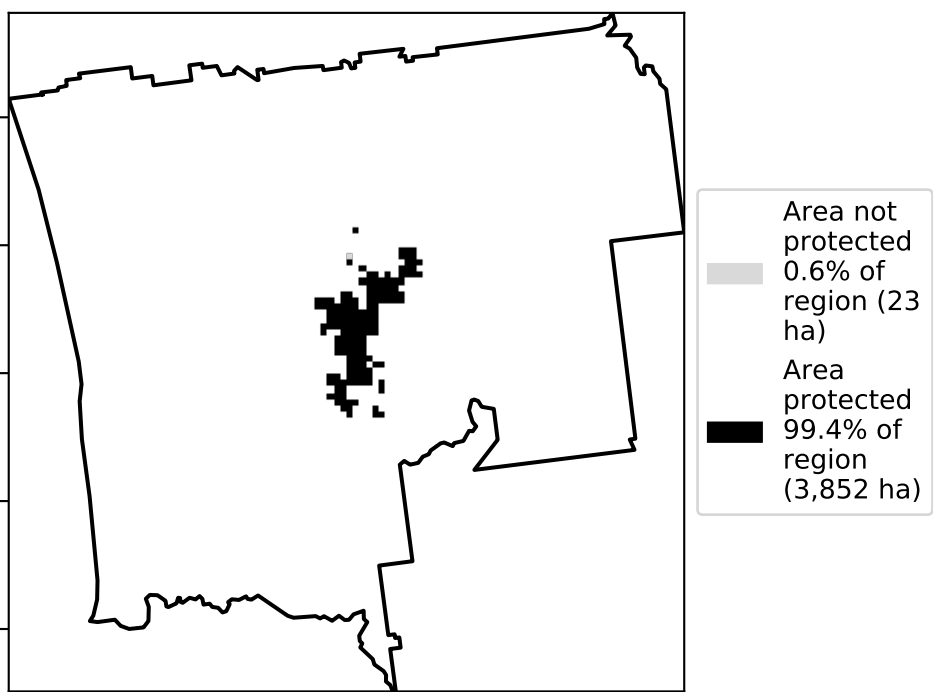 Area not
protected
0.6% of
region (23
ha)
Area
protected
99.4% of
region
(3,852 ha)